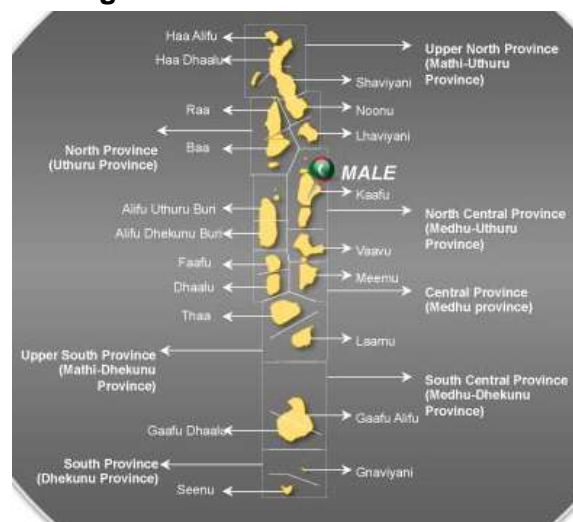 Haa Alifu
Haa Dhaalu
Upper North Province
(Mathi-Uthuru
Province)
Shaviyani
Raa
Noonu
North Province
(Uthuru Province)
Baa
Lhaviyani
MALE
Kaafu
Alifu Uthuru Buri
North Central Province
(Medhu-Uthuru
Province)
Alifu Dhekunu Buri
Vaavu
Faafu
Meemu
Dhaalu
Central Province
(Medhu province)
Thaa
Laamu
Upper South Province
(Mathi-Dhekunu
Province)
South Central Province
(Medhu-Dhekunu
Province)
Gaafu Alifu
Gaafu Dhaalu
South Province
(Dhekunu Province)
Gnaviyani
Seenu